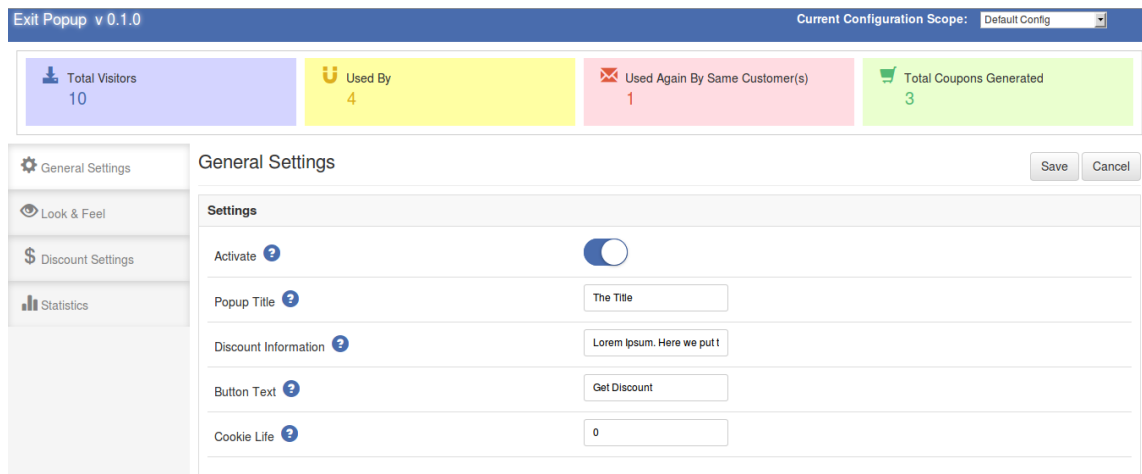 Exit Popup v 0.1.0
Current Configuration Scope: Default Config
Total Visitors
10
Used By
4
Used Again By Same Customer(s)
1
Total Coupons Generated
3
General Settings
Look & Feel
$ Discount Settings
Statistics
General Settings
Save Cancel
Settings
Activate ?
Popup Title ? The Title
Discount Information ? Lorem Ipsum. Here we put t
Button Text ? Get Discount
Cookie Life ? 0